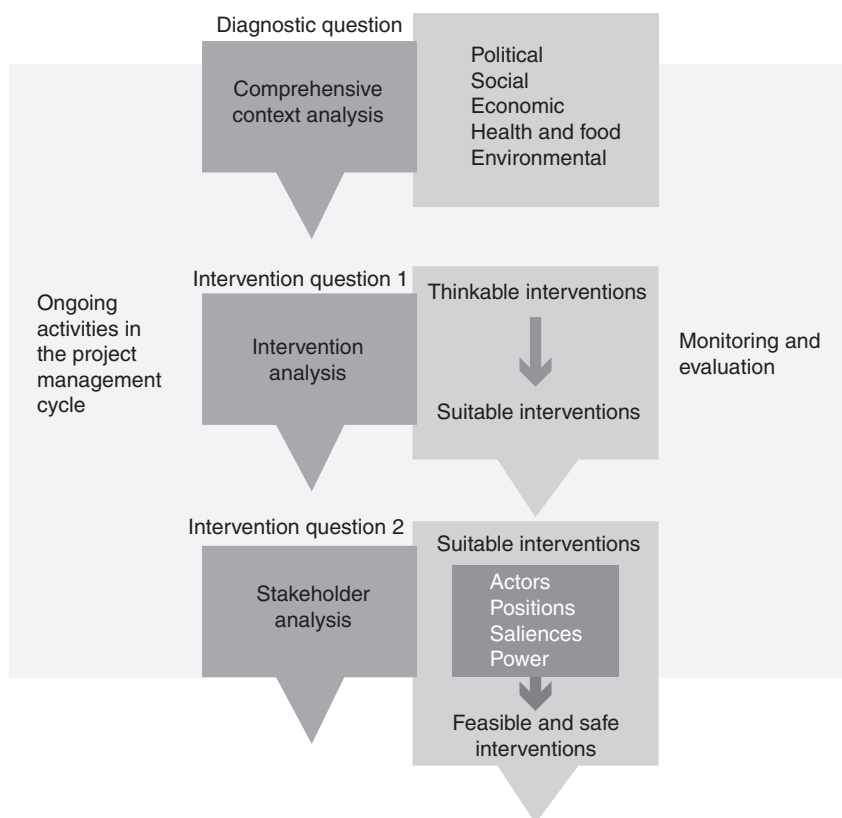 Diagnostic question
Comprehensive
context analysis
Political
Social
Economic
Health and food
Environmental
Ongoing
activities in
the project
management
cycle
Intervention question 1
Intervention
analysis
Thinkable interventions
Suitable interventions
Monitoring and
evaluation
Intervention question 2
Stakeholder
analysis
Suitable interventions
Actors
Positions
Saliences
Power
Feasible and safe
interventions